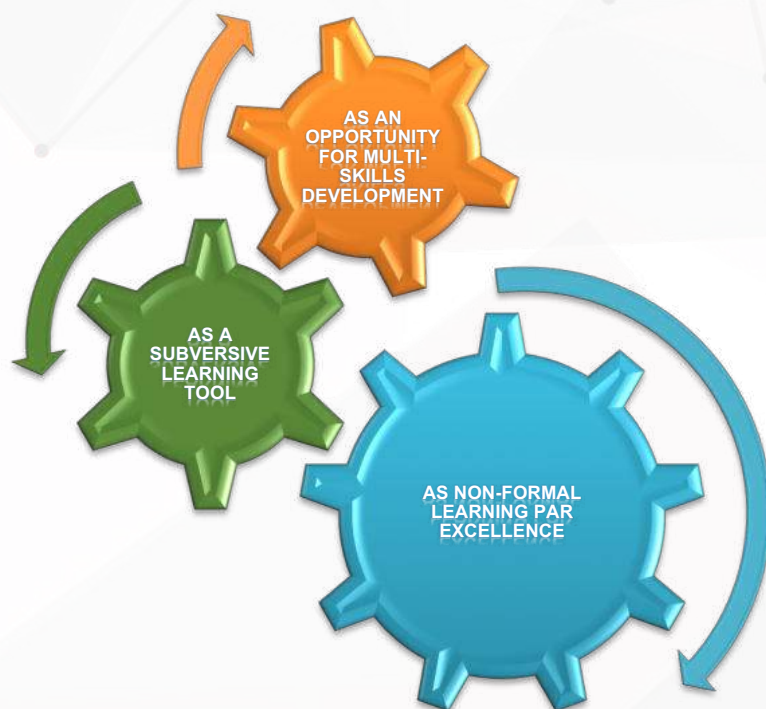 AS AN
OPPORTUNITY
FOR MULTI-
SKILLS
DEVELOPMENT
AS A
SUBVERSIVE
LEARNING
TOOL
AS NON-FORMAL
LEARNING PAR
EXCELLENCE